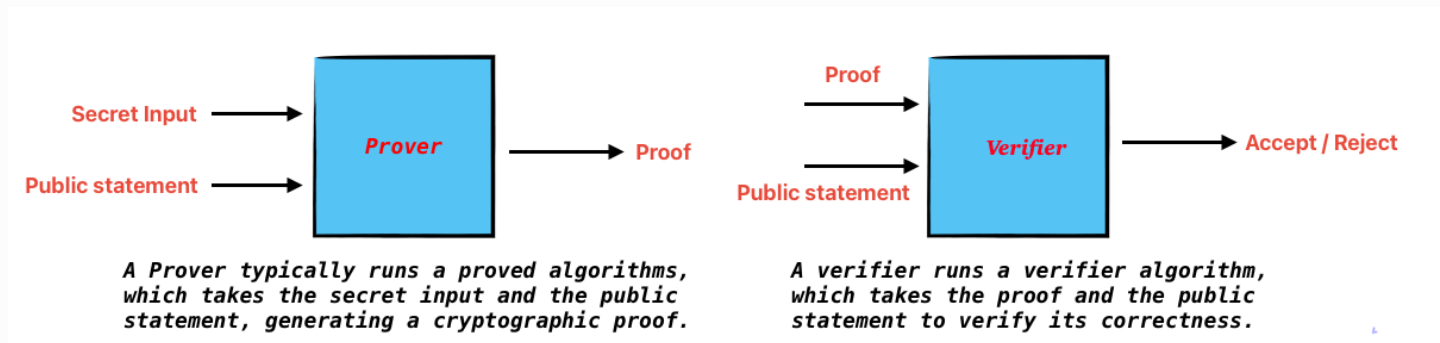 Secret Input
Public statement
Prover
Proof
A Prover typically runs a proved algorithms,
which takes the secret input and the public
statement, generating a cryptographic proof.
Proof
Public statement
Verifier
Accept / Reject
A verifier runs a verifier algorithm,
which takes the proof and the public
statement to verify its correctness.